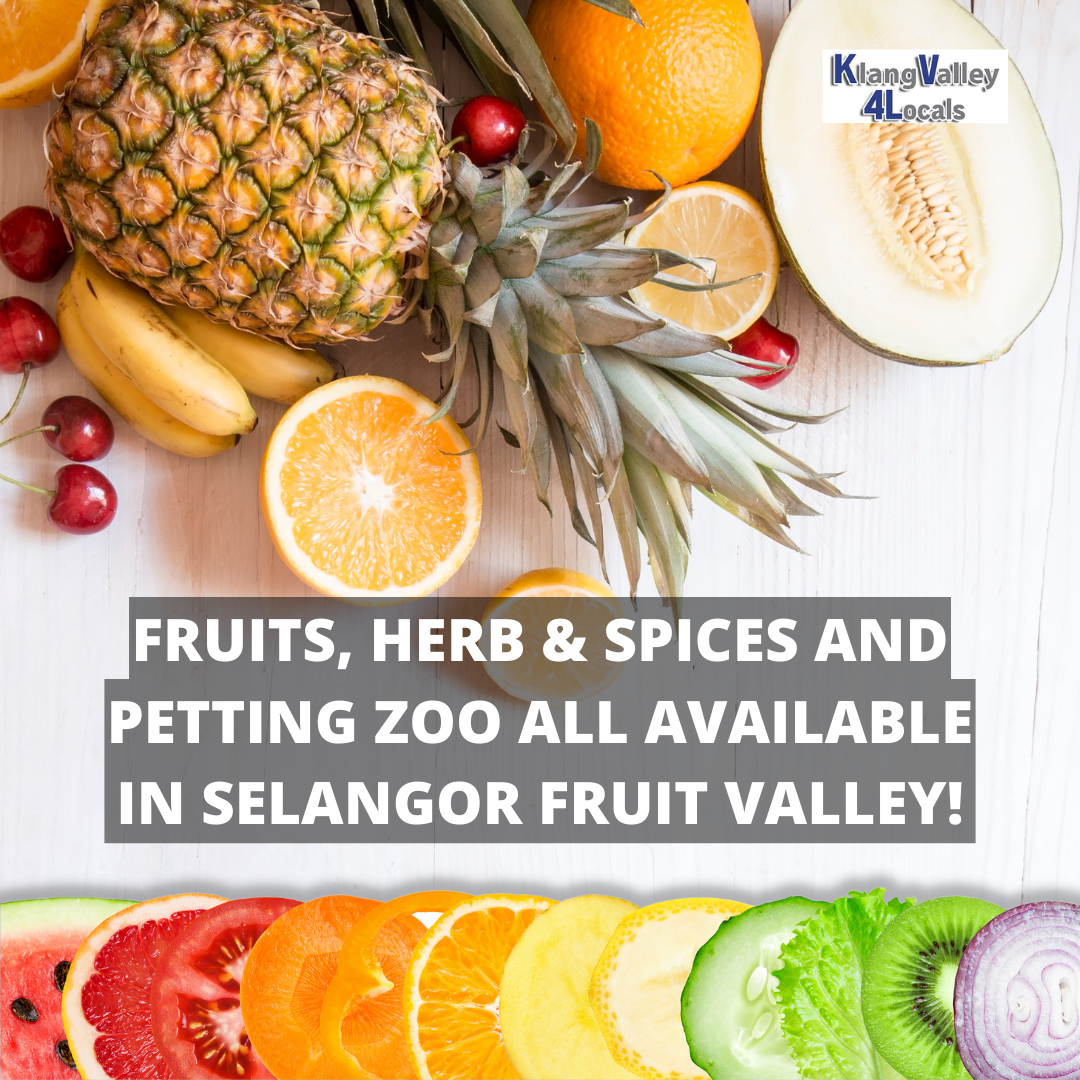 KlangValley
4Locals
FRUITS, HERB & SPICES AND
PETTING ZOO ALL AVAILABLE
IN SELANGOR FRUIT VALLEY!